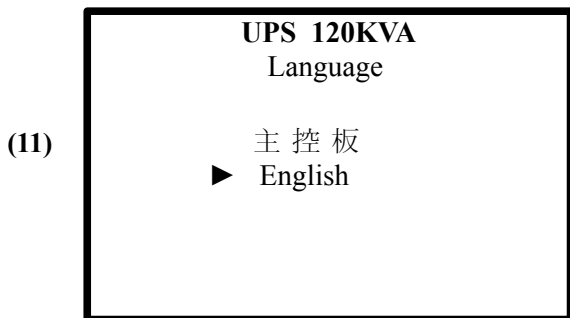 UPS 120KVA
Language
(11)
主控板
► English